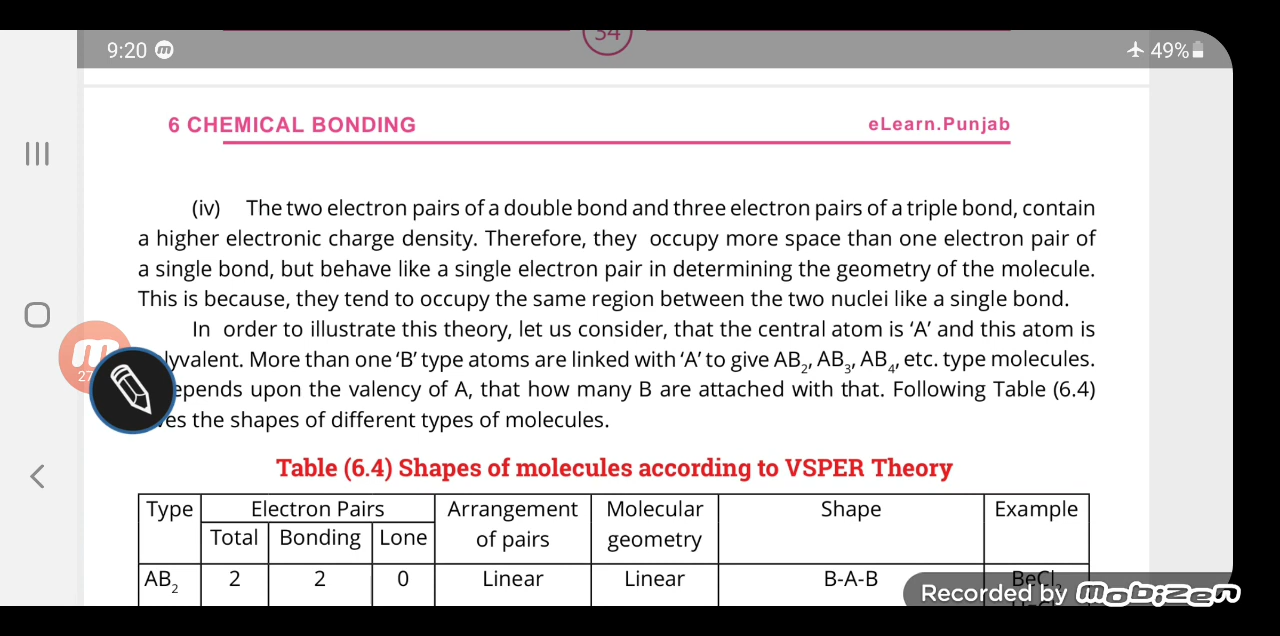 34
9:20
49%
6 CHEMICAL BONDING
eLearn.Punjab
(iv) The two electron pairs of a double bond and three electron pairs of a triple bond, contain
a higher electronic charge density. Therefore, they occupy more space than one electron pair of
a single bond, but behave like a single electron pair in determining the geometry of the molecule.
This is because, they tend to occupy the same region between the two nuclei like a single bond.
In order to illustrate this theory, let us consider, that the central atom is ‘A’ and this atom is
lyvalent. More than one ‘B’ type atoms are linked with ‘A’ to give AB₂, AB₃, AB₄, etc. type molecules.
epends upon the valency of A, that how many B are attached with that. Following Table (6.4)
es the shapes of different types of molecules.
Table (6.4) Shapes of molecules according to VSPER Theory
Type Electron Pairs Arrangement of pairs Molecular geometry Shape Example
Total Bonding Lone
AB₂ 2 2 0 Linear Linear B-A-B BeCl₂
Recorded by Mobizen